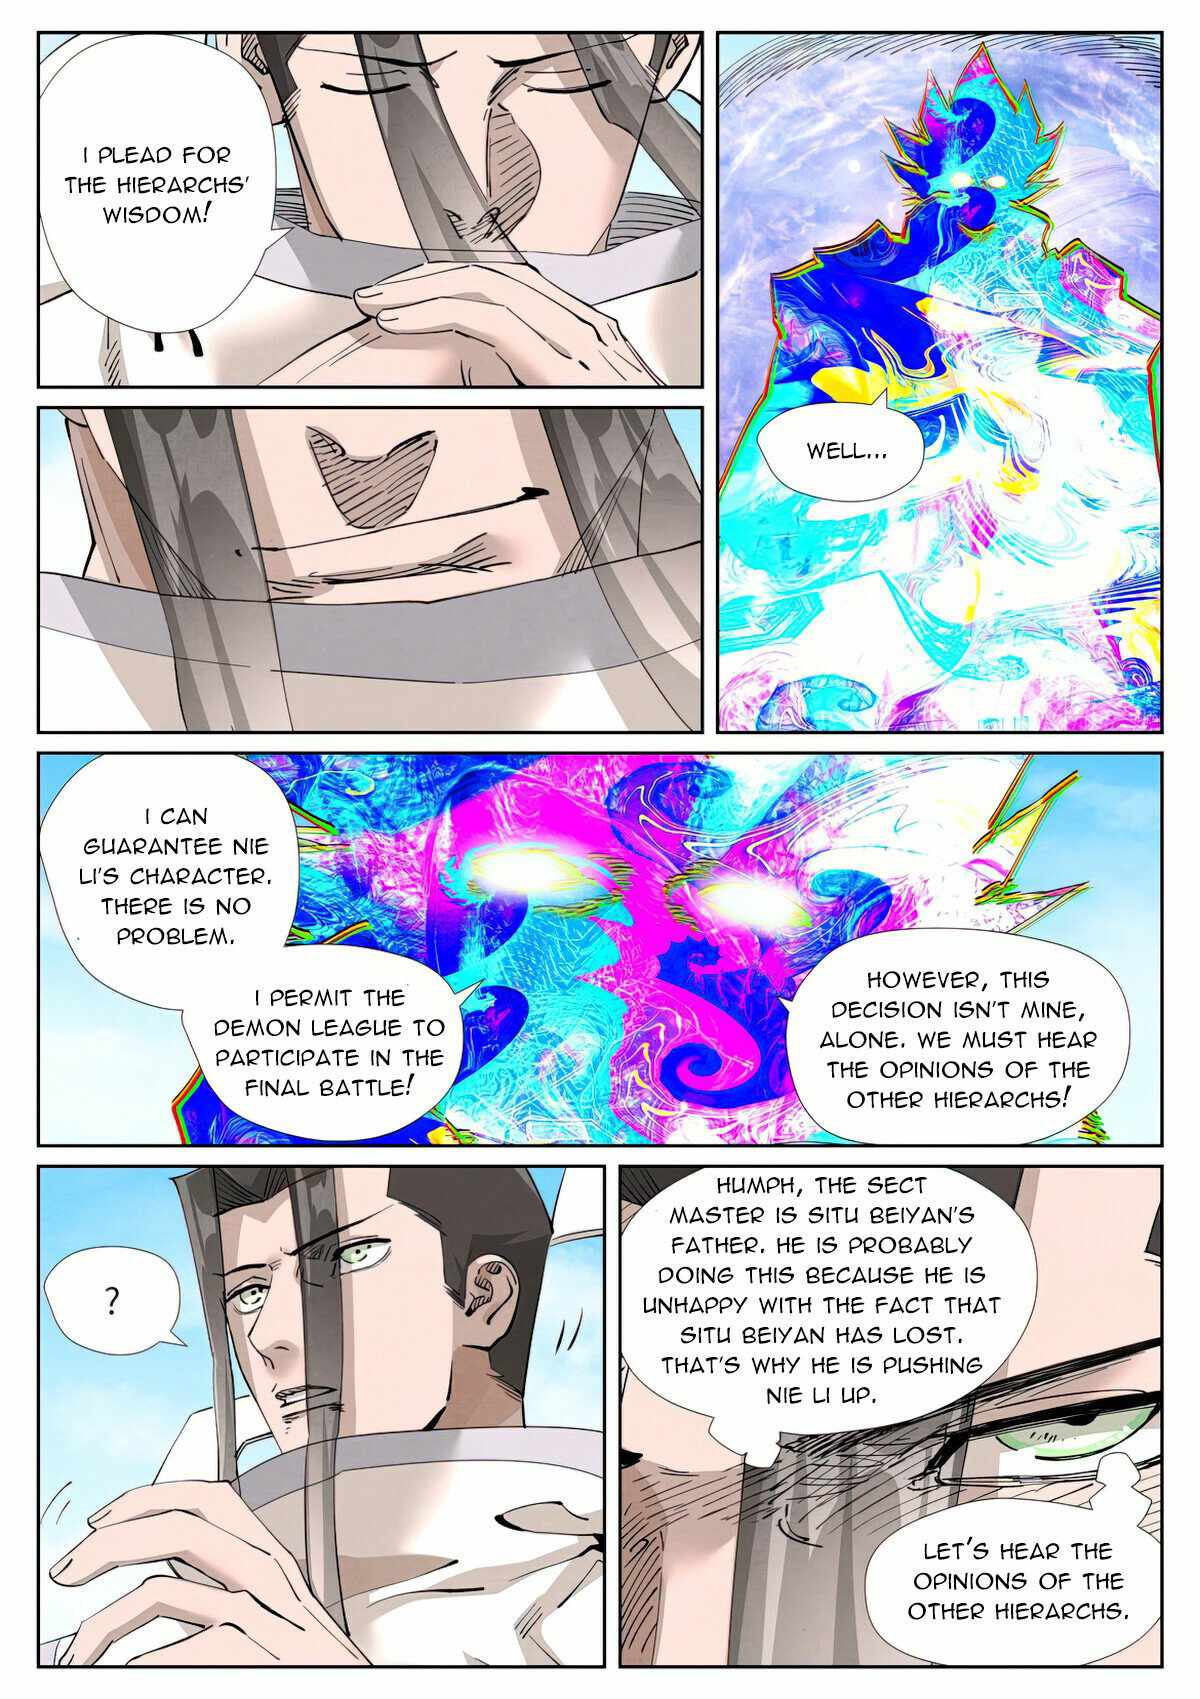 I PLEAD FOR
THE HIERARCHS'
WISDOM!
WELL...
I CAN
GUARANTEE NIE
LI'S CHARACTER.
THERE IS NO
PROBLEM.
I PERMIT THE
DEMON LEAGUE TO
PARTICIPATE IN THE
FINAL BATTLE!
HOWEVER, THIS
DECISION ISN'T MINE,
ALONE. WE MUST HEAR
THE OPINIONS OF THE
OTHER HIERARCHS!
?
HUMPH, THE SECT
MASTER IS SITU BEIYAN'S
FATHER. HE IS PROBABLY
DOING THIS BECAUSE HE IS
UNHAPPY WITH THE FACT THAT
SITU BEIYAN HAS LOST.
THAT'S WHY HE IS PUSHING
NIE LI UP.
LET'S HEAR THE
OPINIONS OF THE
OTHER HIERARCHS.